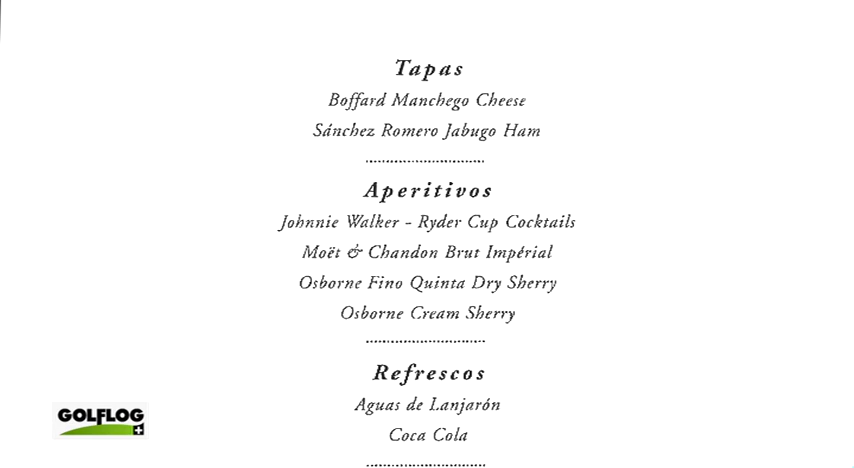 Tapas
Boffard Manchego Cheese
Sánchez Romero Jabugo Ham
Aperitivos
Johnnie Walker - Ryder Cup Cocktails
Moët & Chandon Brut Impérial
Osborne Fino Quinta Dry Sherry
Osborne Cream Sherry
Refrescos
Aguas de Lanjarón
Coca Cola
GOLFLOG